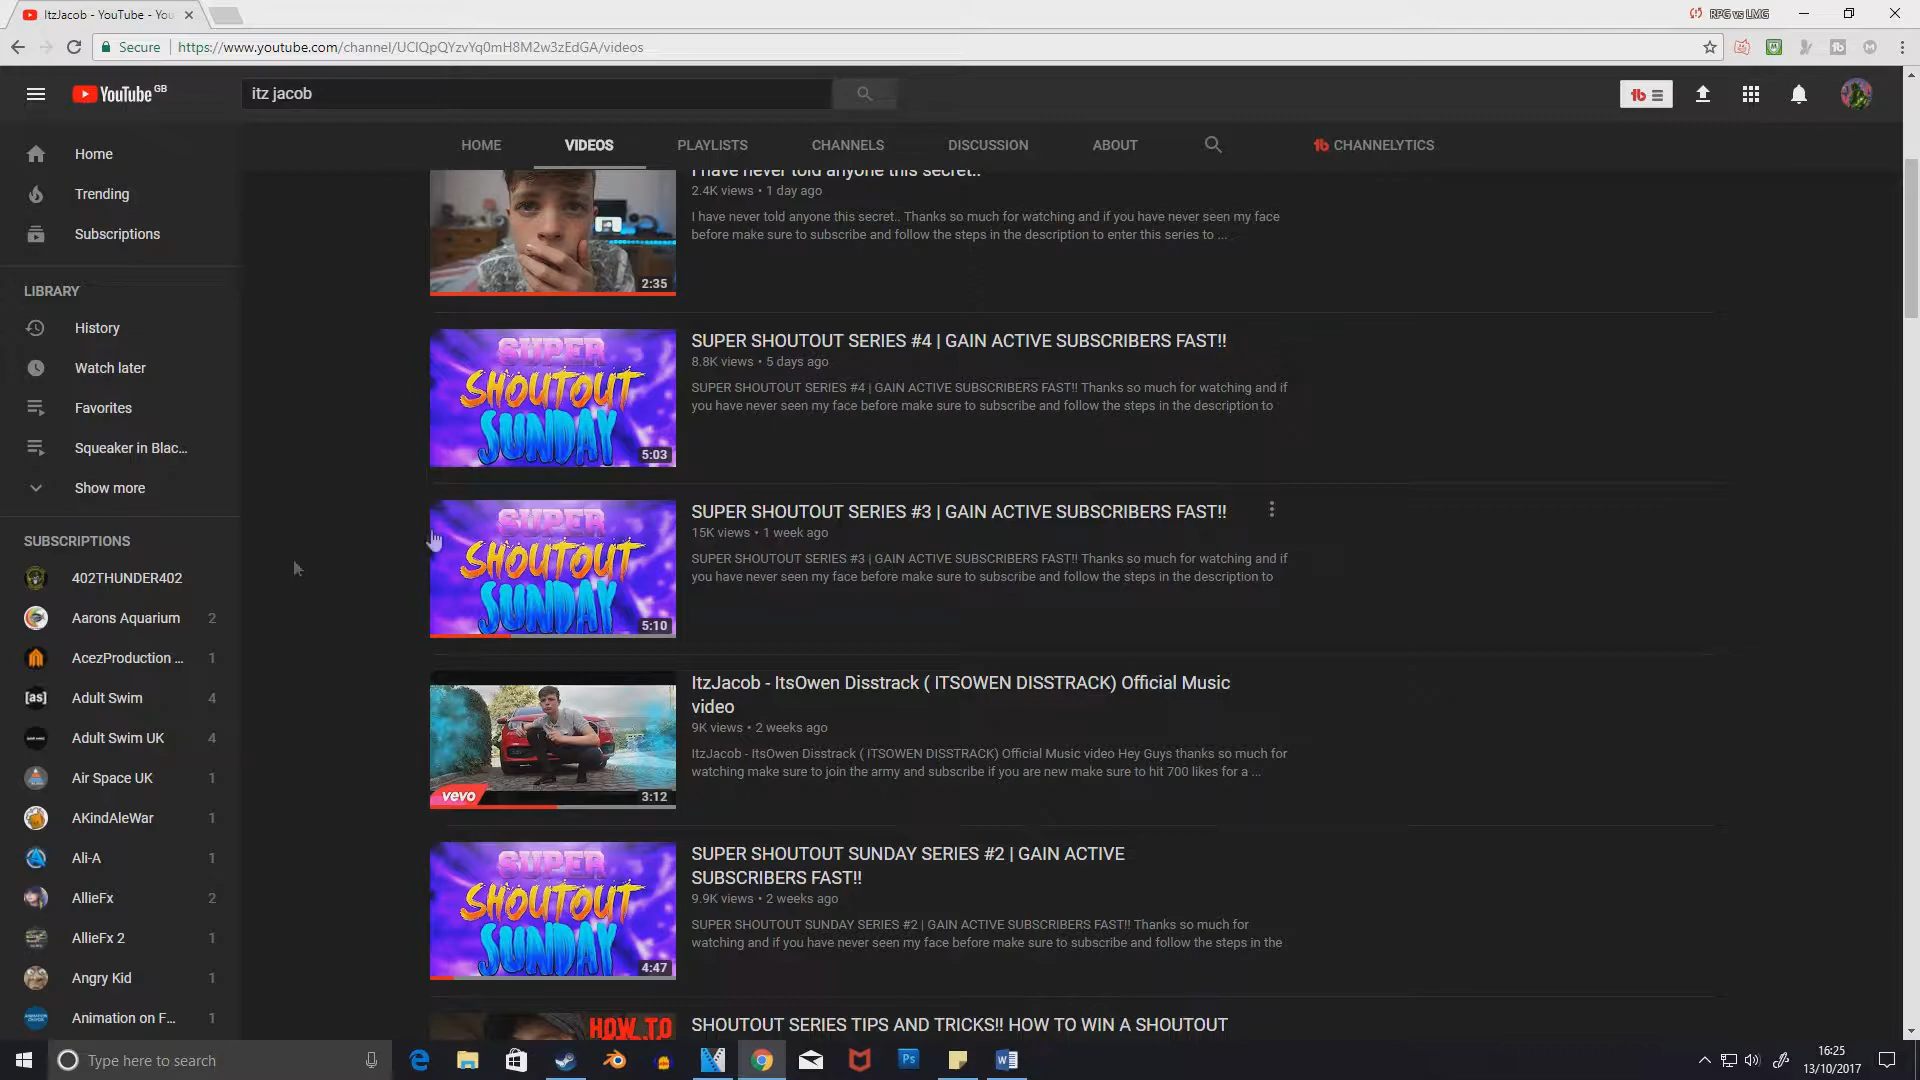 ItzJacob - YouTube - You
RPG vs LMG
Secure
https://www.youtube.com/channel/UCIQpQYzvYq0mH8M2w3zEdGA/videos
YouTube GB
itz jacob
HOME
VIDEOS
PLAYLISTS
CHANNELS
DISCUSSION
ABOUT
CHANNELYTICS
Home
Trending
Subscriptions
LIBRARY
History
Watch later
Favorites
Squeaker in Blac...
Show more
SUBSCRIPTIONS
402THUNDER402
Aarons Aquarium 2
AcezProduction ... 1
[as] Adult Swim 4
Adult Swim UK 4
Air Space UK 1
AKindAleWar 1
Ali-A 1
AllieFx 2
AllieFx 2 1
Angry Kid 1
Animation on F... 1
I have never told anyone this secret..
2.4K views • 1 day ago
I have never told anyone this secret.. Thanks so much for watching and if you have never seen my face
before make sure to subscribe and follow the steps in the description to enter this series to ...
2:35
SUPER
SHOUTOUT
SUNDAY
5:03
SUPER SHOUTOUT SERIES #4 | GAIN ACTIVE SUBSCRIBERS FAST!!
8.8K views • 5 days ago
SUPER SHOUTOUT SERIES #4 | GAIN ACTIVE SUBSCRIBERS FAST!! Thanks so much for watching and if
you have never seen my face before make sure to subscribe and follow the steps in the description to
SUPER
SHOUTOUT
SUNDAY
5:10
SUPER SHOUTOUT SERIES #3 | GAIN ACTIVE SUBSCRIBERS FAST!!
15K views • 1 week ago
SUPER SHOUTOUT SERIES #3 | GAIN ACTIVE SUBSCRIBERS FAST!! Thanks so much for watching and if
you have never seen my face before make sure to subscribe and follow the steps in the description to
vevo
3:12
ItzJacob - ItsOwen Disstrack ( ITSOWEN DISSTRACK) Official Music
video
9K views • 2 weeks ago
ItzJacob - ItsOwen Disstrack ( ITSOWEN DISSTRACK) Official Music video Hey Guys thanks so much for
watching make sure to join the army and subscribe if you are new make sure to hit 700 likes for a ...
SUPER
SHOUTOUT
SUNDAY
4:47
SUPER SHOUTOUT SUNDAY SERIES #2 | GAIN ACTIVE
SUBSCRIBERS FAST!!
9.9K views • 2 weeks ago
SUPER SHOUTOUT SUNDAY SERIES #2 | GAIN ACTIVE SUBSCRIBERS FAST!! Thanks so much for
watching and if you have never seen my face before make sure to subscribe and follow the steps in the
HOW TO
SHOUTOUT SERIES TIPS AND TRICKS!! HOW TO WIN A SHOUTOUT
Type here to search
Ps
16:25
13/10/2017